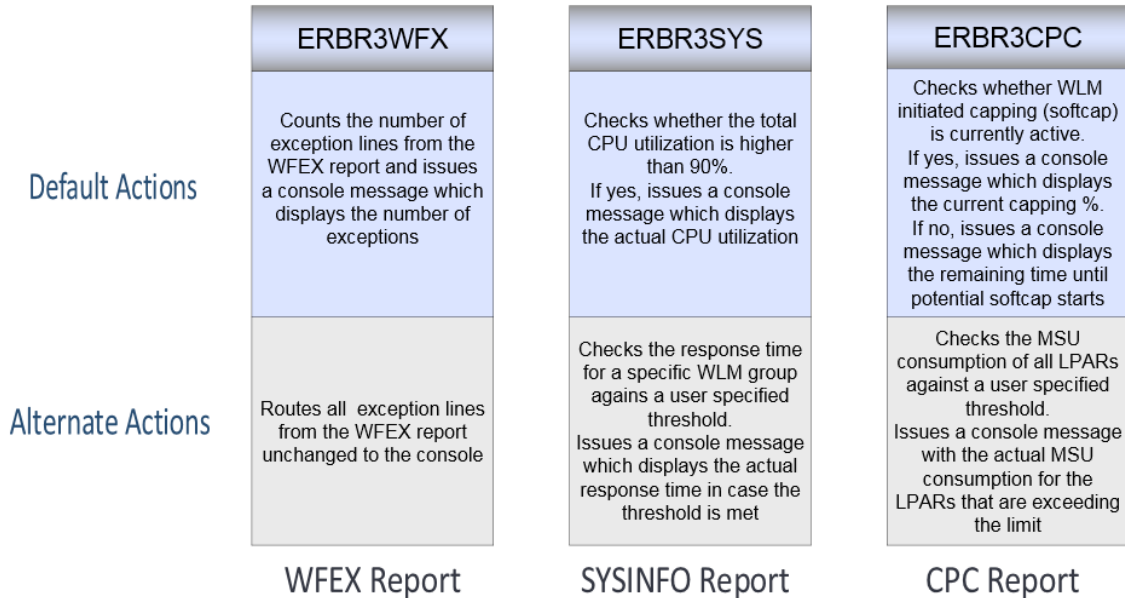 ERBR3WFX
ERBR3SYS
ERBR3CPC
Default Actions
Counts the number of
exception lines from the
WFEX report and issues
a console message which
displays the number of
exceptions
Checks whether the total
CPU utilization is higher
than 90%.
If yes, issues a console
message which displays
the actual CPU utilization
Checks whether WLM
initiated capping (softcap)
is currently active.
If yes, issues a console
message which displays
the current capping %.
If no, issues a console
message which displays
the remaining time until
potential softcap starts
Alternate Actions
Routes all exception lines
from the WFEX report
unchanged to the console
Checks the response time
for a specific WLM group
agains a user specified
threshold.
Issues a console message
which displays the actual
response time in case the
threshold is met
Checks the MSU
consumption of all LPARs
against a user specified
threshold.
Issues a console message
with the actual MSU
consumption for the
LPARs that are exceeding
the limit
WFEX Report
SYSINFO Report
CPC Report